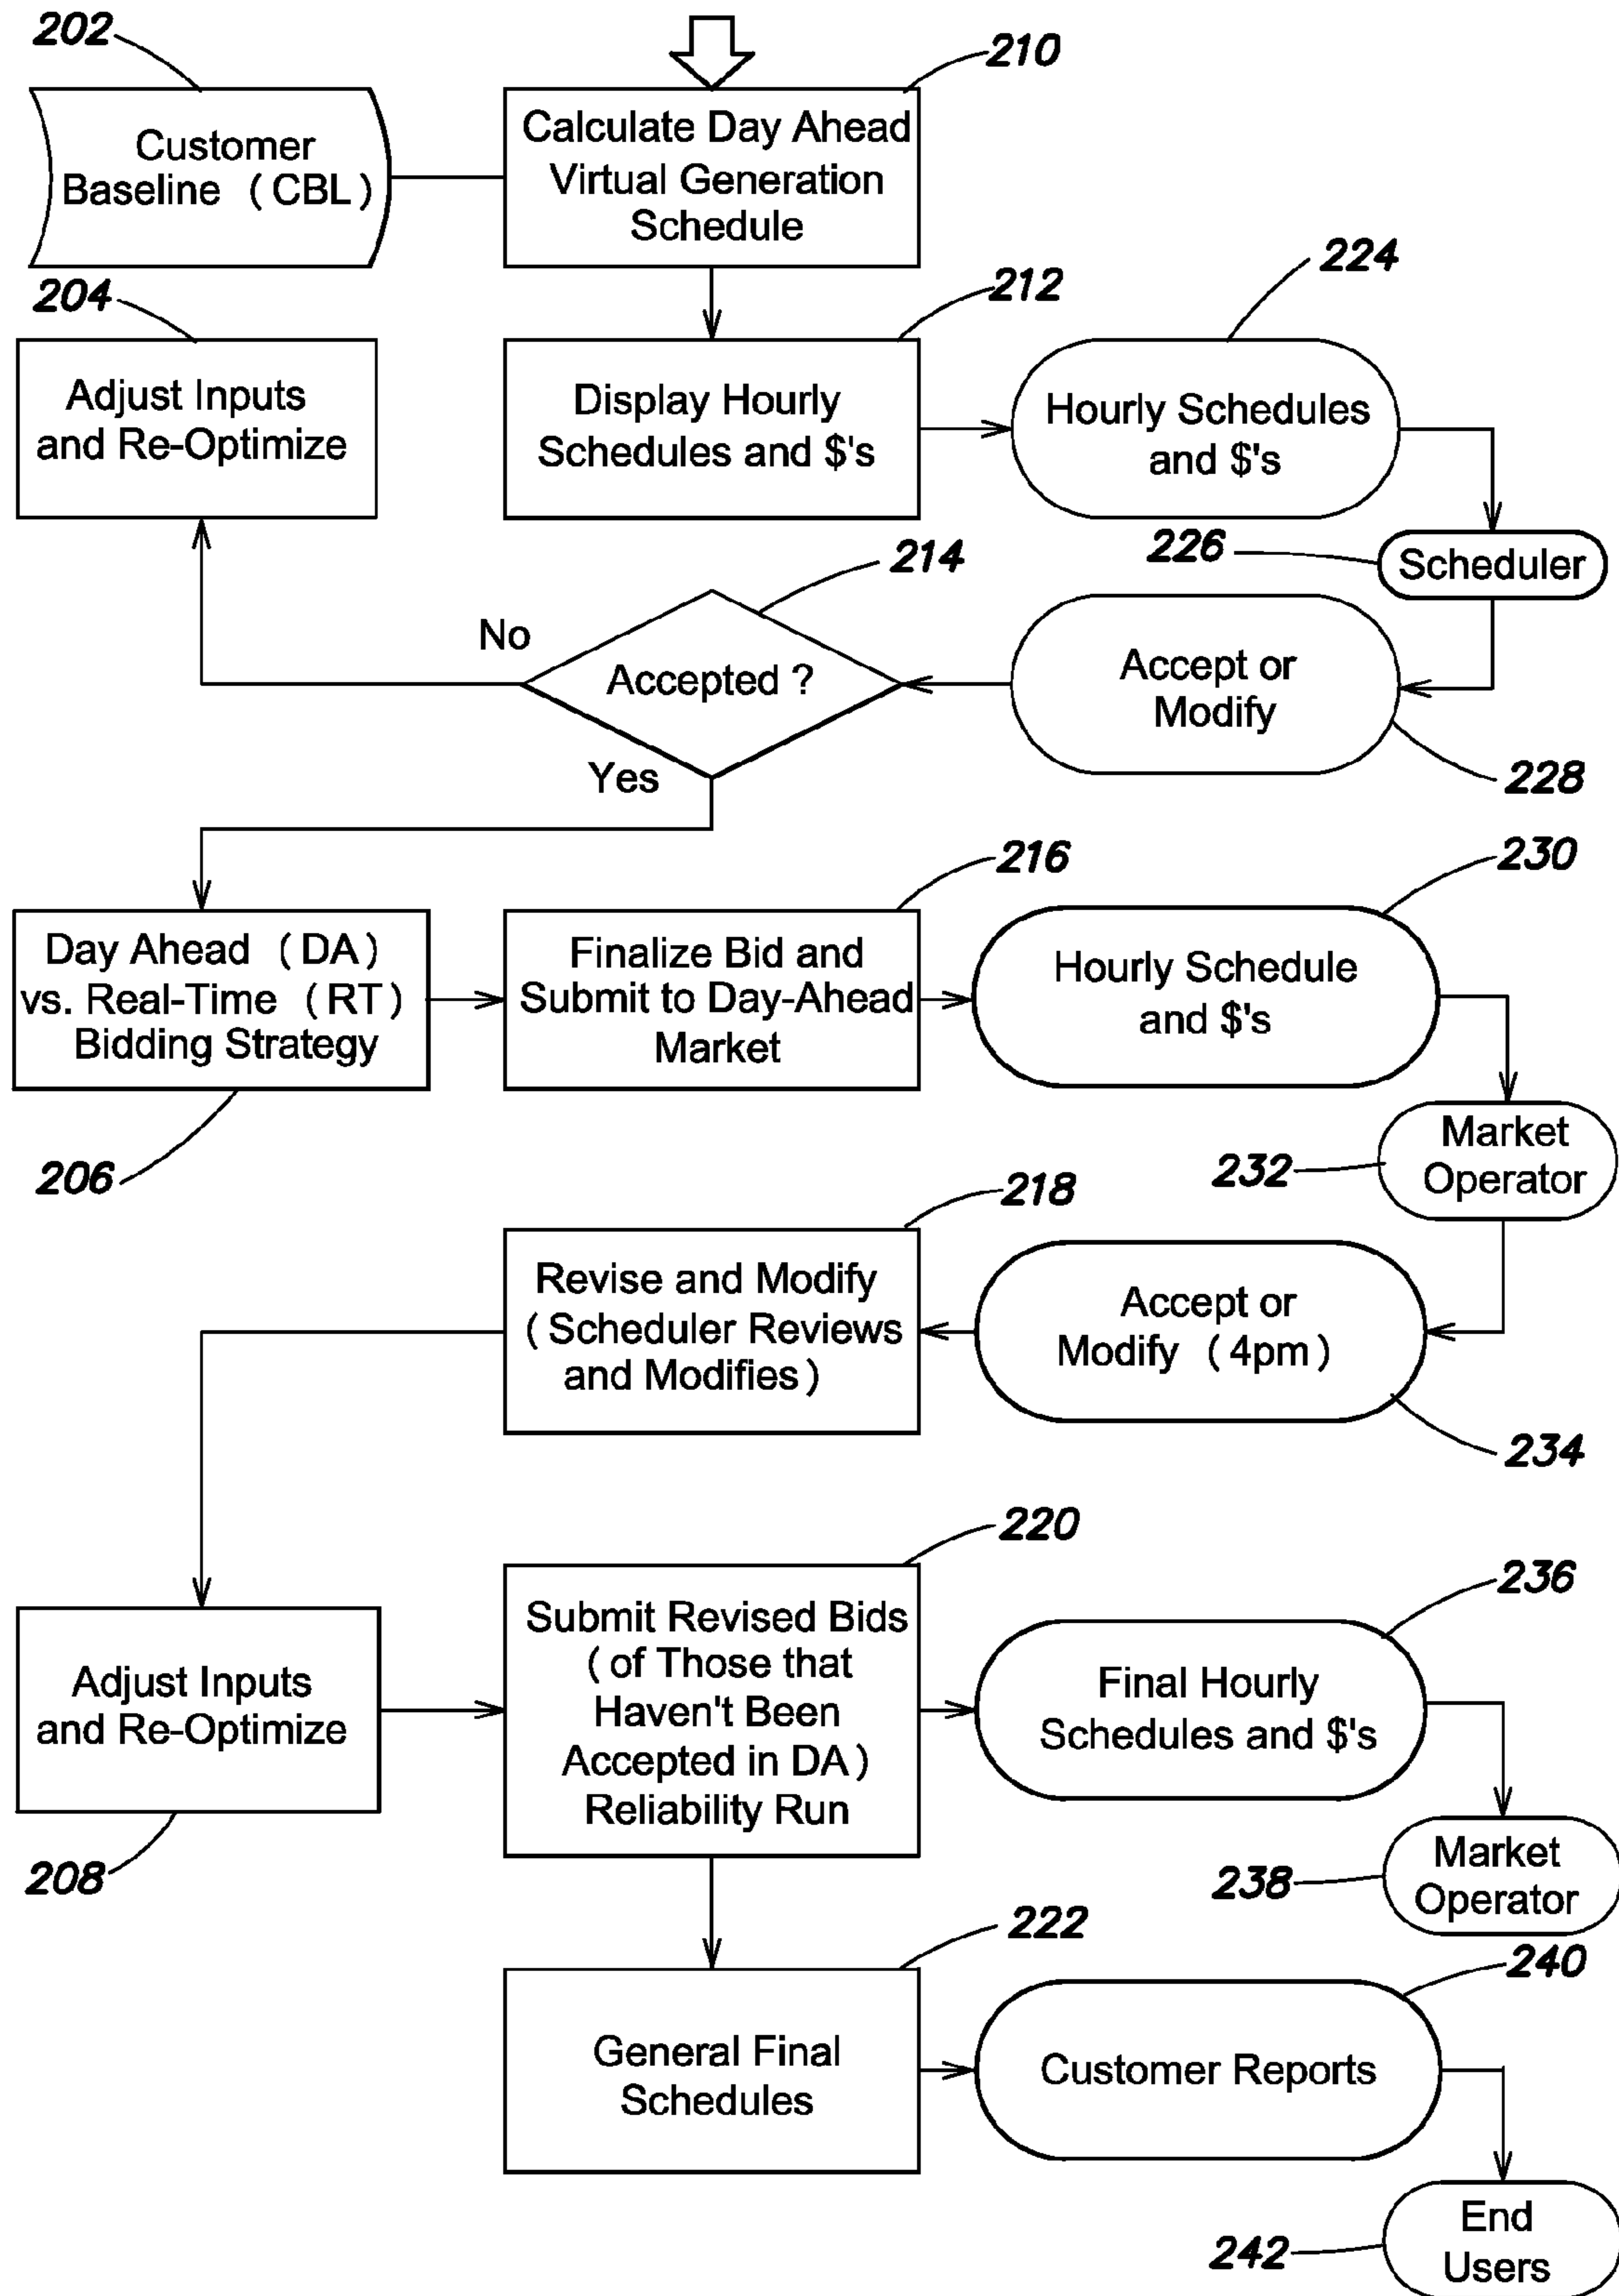 202
210
Customer
Baseline (CBL)
Calculate Day Ahead
Virtual Generation
Schedule
204
212
224
Adjust Inputs
and Re-Optimize
Display Hourly
Schedules and $'s
Hourly Schedules
and $'s
226
Scheduler
214
No
Accepted ?
Yes
Accept or
Modify
228
216
230
Day Ahead (DA)
vs. Real-Time (RT)
Bidding Strategy
Finalize Bid and
Submit to Day-Ahead
Market
Hourly Schedule
and $'s
206
232
Market
Operator
218
Revise and Modify
(Scheduler Reviews
and Modifies)
Accept or
Modify (4pm)
234
220
236
Adjust Inputs
and Re-Optimize
Submit Revised Bids
(of Those that
Haven't Been
Accepted in DA)
Reliability Run
Final Hourly
Schedules and $'s
208
238
Market
Operator
222
240
General Final
Schedules
Customer Reports
242
End
Users